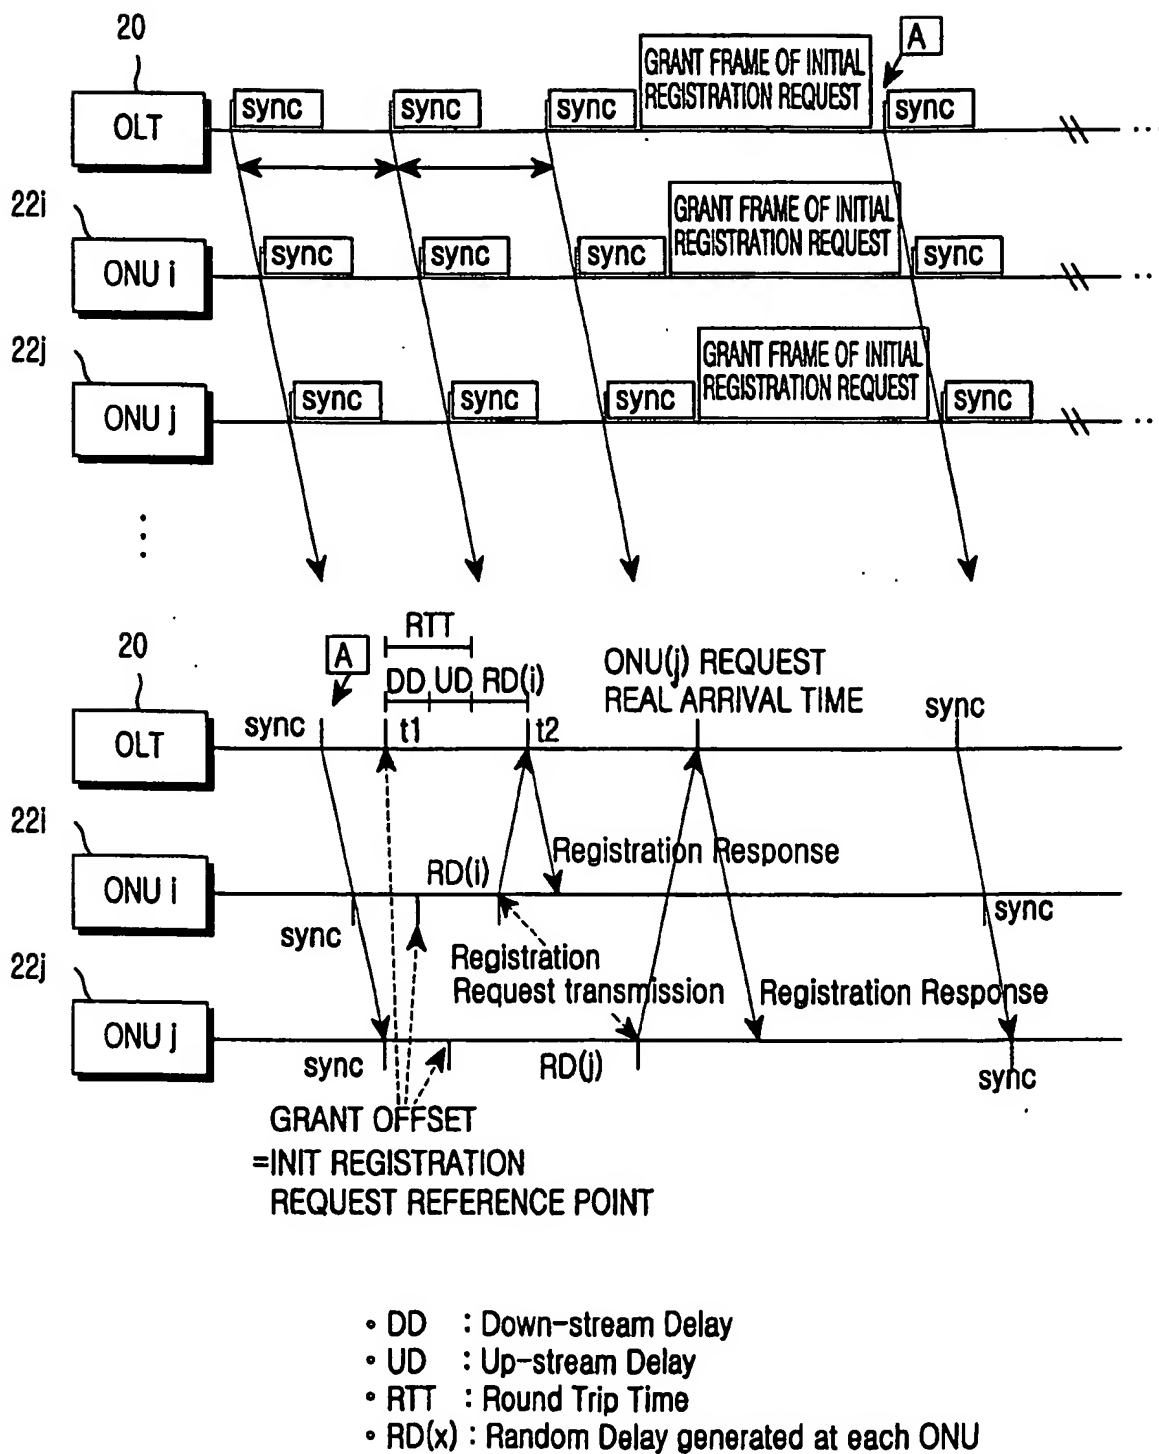 20
A
GRANT FRAME OF INITIAL
REGISTRATION REQUEST
OLT
sync
sync
sync
sync
22i
GRANT FRAME OF INITIAL
REGISTRATION REQUEST
ONU i
sync
sync
sync
sync
22j
GRANT FRAME OF INITIAL
REGISTRATION REQUEST
ONU j
sync
sync
sync
sync
20
A
RTT
DD UD RD(i)
ONU(j) REQUEST
REAL ARRIVAL TIME
OLT
sync
t1
t2
sync
22i
ONU i
RD(i)
Registration Response
sync
sync
22j
Registration
Request transmission
Registration Response
ONU j
sync
RD(j)
sync
GRANT OFFSET
=INIT REGISTRATION
REQUEST REFERENCE POINT
∘ DD : Down-stream Delay
∘ UD : Up-stream Delay
∘ RTT : Round Trip Time
∘ RD(x) : Random Delay generated at each ONU